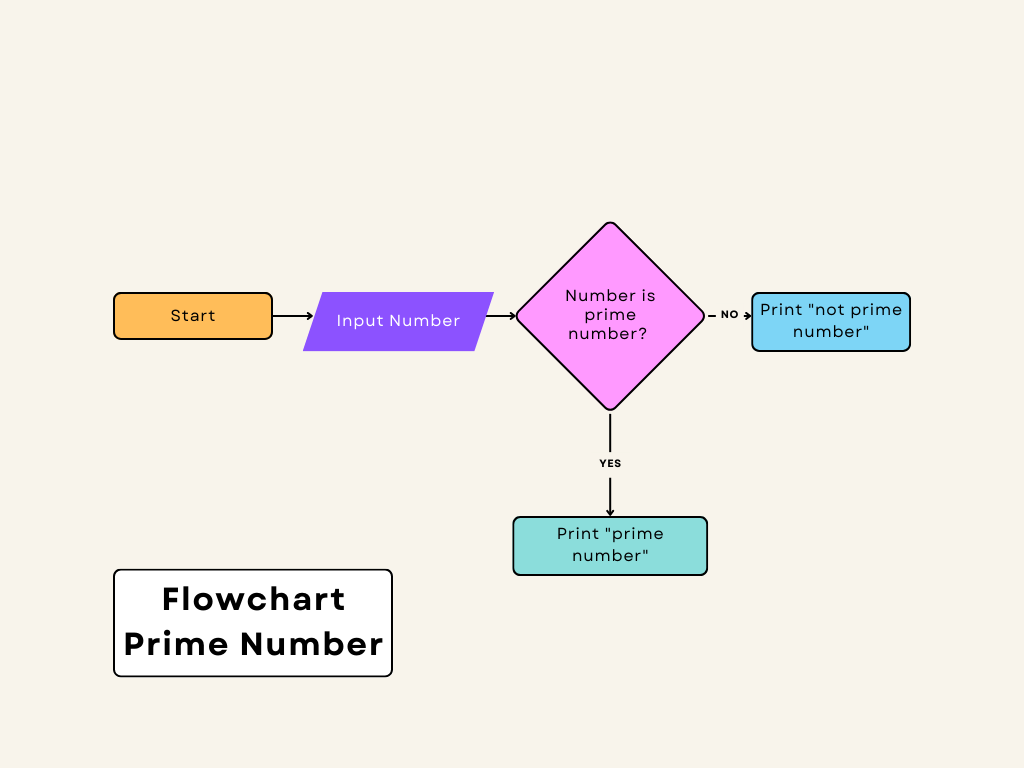 Start
Input Number
Number is
prime
number?
NO
Print "not prime
number"
YES
Print "prime
number"
Flowchart
Prime Number